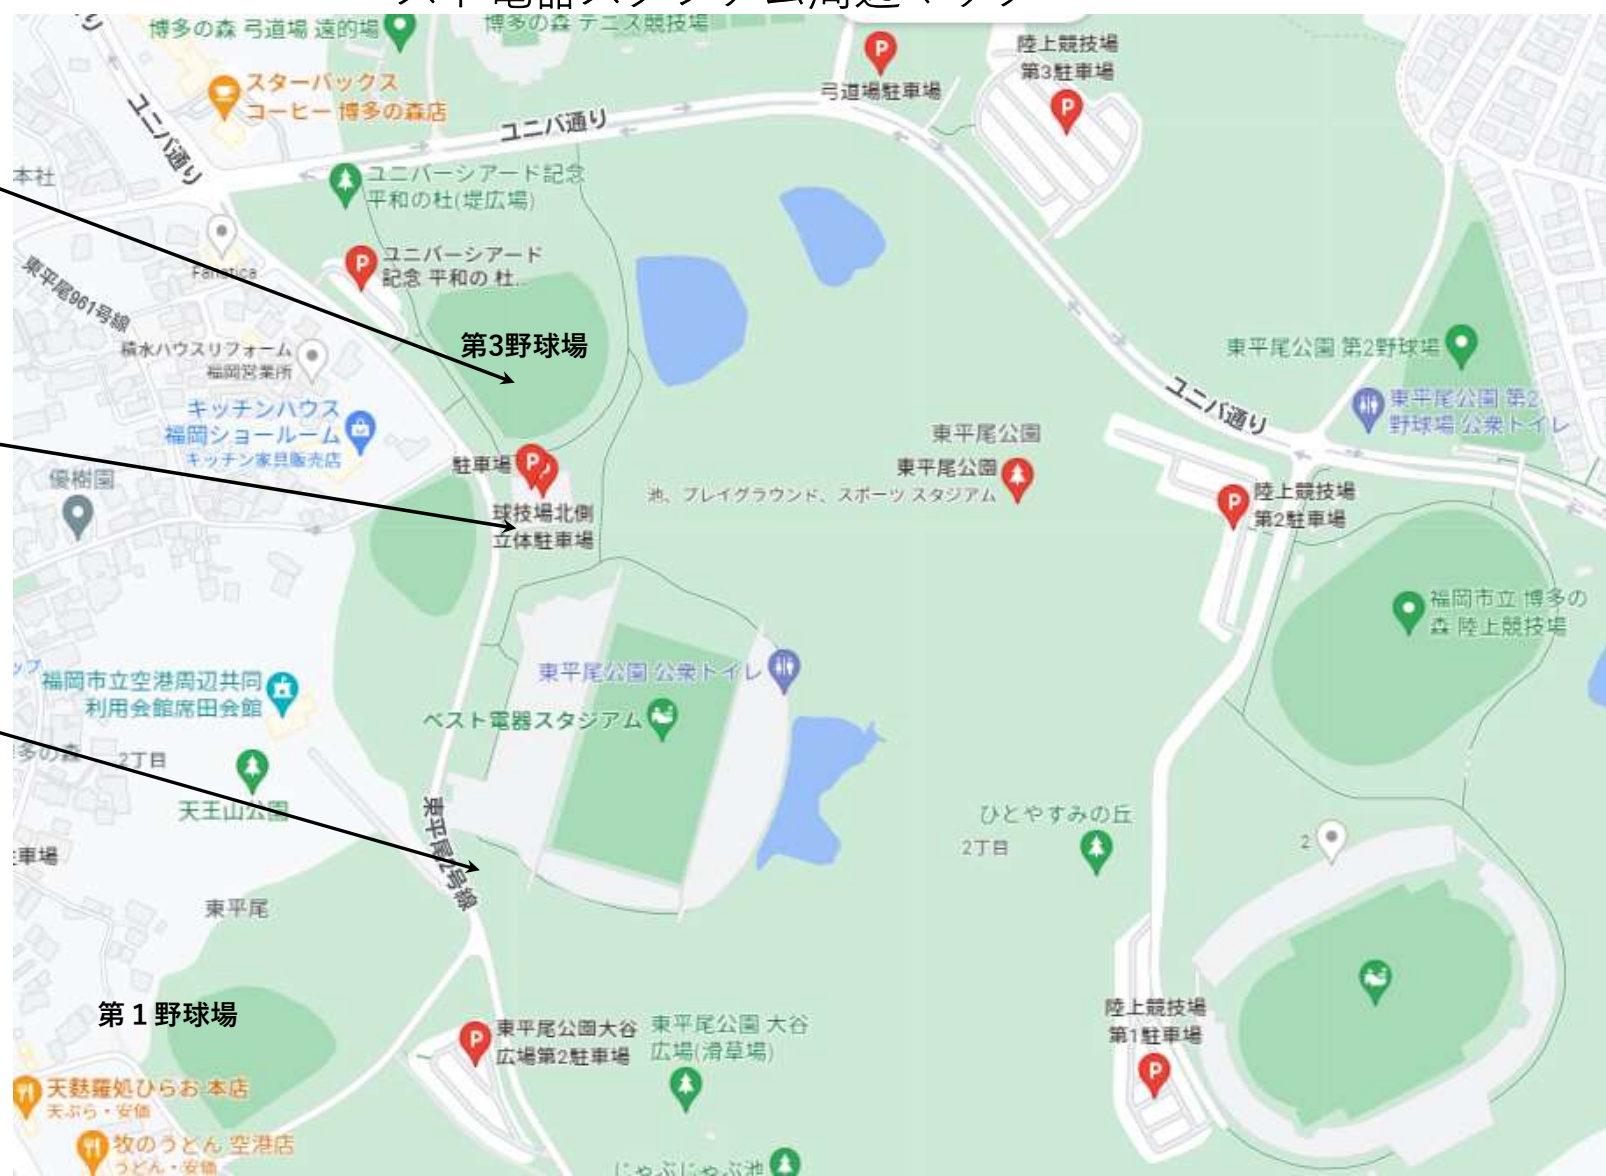 博多の森 弓道場 遠的場
博多の森 テニス競技場
陸上競技場
第3駐車場
弓道場駐車場
スターバックス
コーヒー 博多の森店
ユニバ通り
ユニバ通り
本社
ユニバーシアード記念
平和の杜(堤広場)
Fanatica
ユニバーシアード
記念 平和の 杜...
東平尾961号線
第3野球場
積水ハウスリフォーム
福岡営業所
東平尾公園 第2野球場
キッチンハウス
福岡ショールーム
キッチン家具販売店
ユニバ通り
東平尾公園 第2
野球場 公衆トイレ
東平尾公園
東平尾公園
池、プレイグラウンド、スポーツ スタジアム
駐車場
優樹園
球技場北側
立体駐車場
陸上競技場
第2駐車場
福岡市立 博多の
森 陸上競技場
東平尾公園 公衆トイレ
福岡市立空港周辺共同
利用会館席田会館
ベスト電器スタジアム
多の森
2丁目
天王山公園
東平尾2号線
ひとやすみの丘
2丁目
2
車場
東平尾
第1野球場
東平尾公園大谷
広場第2駐車場
東平尾公園 大谷
広場(滑草場)
陸上競技場
第1駐車場
天麩羅処ひらお 本店
天ぷら・安価
牧のうどん 空港店
うどん・安価
じゃぶじゃぶ池